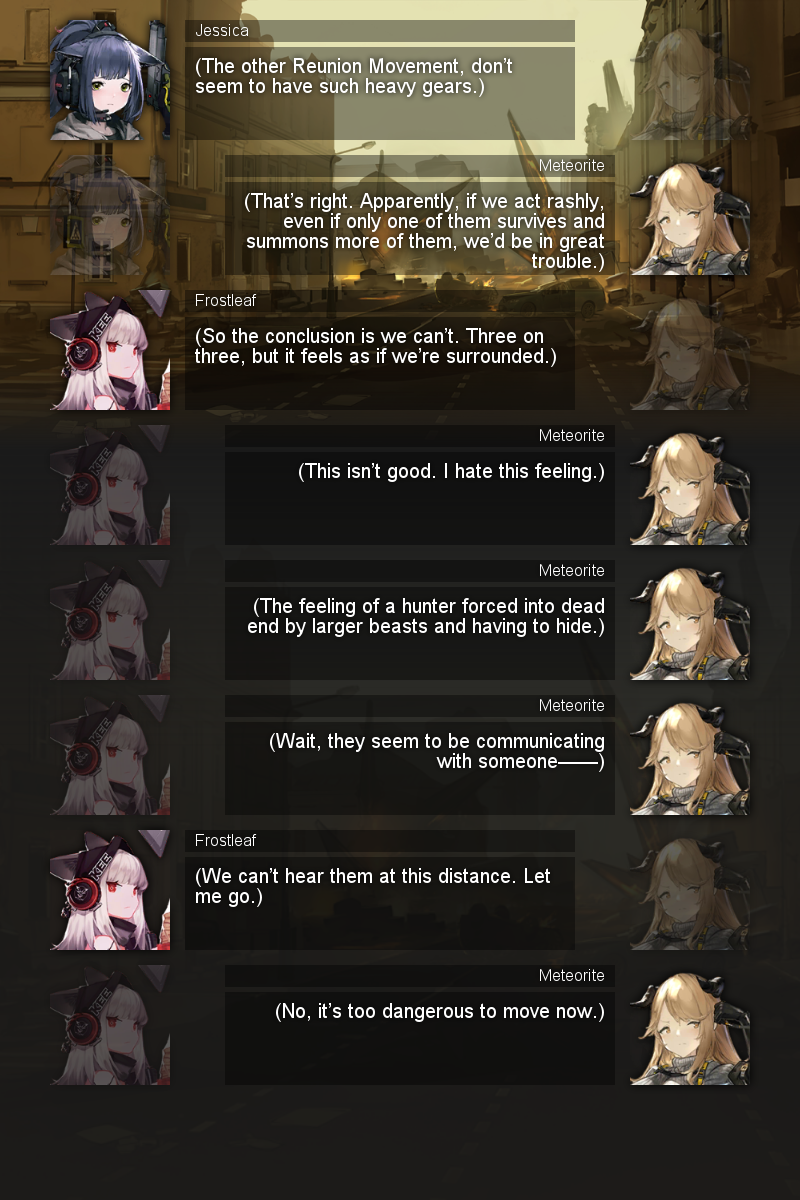 Jessica
(The other Reunion Movement, don't
seem to have such heavy gears.)
Meteorite
(That's right. Apparently, if we act rashly,
even if only one of them survives and
summons more of them, we'd be in great
trouble.)
Frostleaf
(So the conclusion is we can't. Three on
three, but it feels as if we're surrounded.)
Meteorite
(This isn't good. I hate this feeling.)
Meteorite
(The feeling of a hunter forced into dead
end by larger beasts and having to hide.)
Meteorite
(Wait, they seem to be communicating
with someone——)
Frostleaf
(We can't hear them at this distance. Let
me go.)
Meteorite
(No, it's too dangerous to move now.)